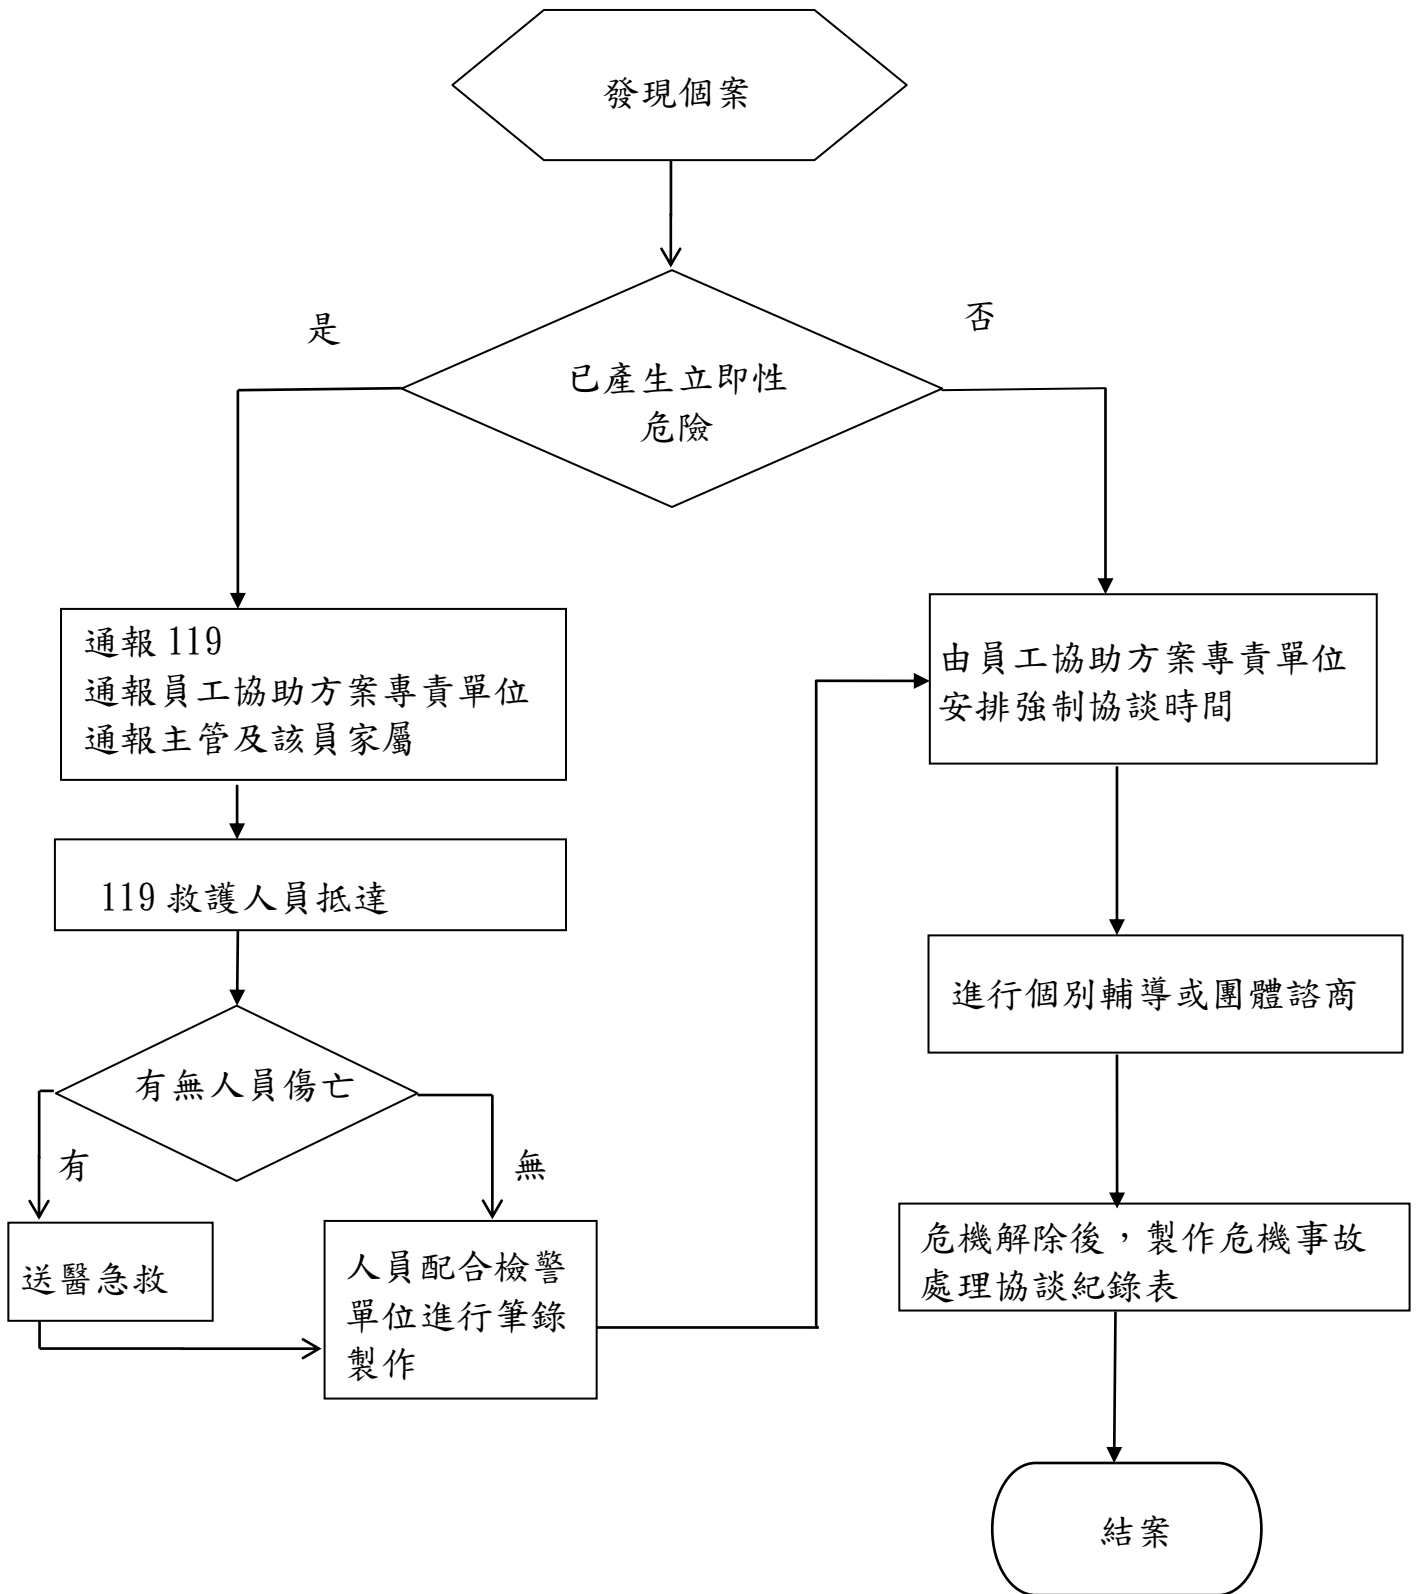 發現個案
是
否
已產生立即性
危險
通報 119
通報員工協助方案專責單位
通報主管及該員家屬
119 救護人員抵達
有無人員傷亡
有
無
送醫急救
人員配合檢警
單位進行筆錄
製作
由員工協助方案專責單位
安排強制協談時間
進行個別輔導或團體諮商
危機解除後，製作危機事故
處理協談紀錄表
結案